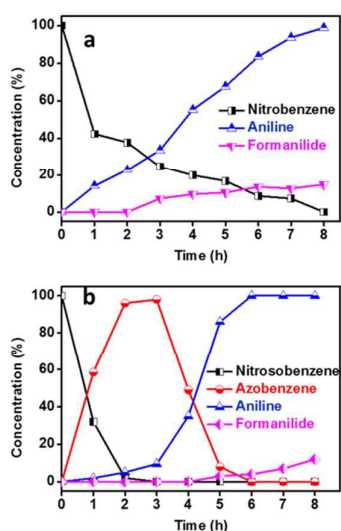 a
100
80
60
40
20
0
Concentration (%)
Nitrobenzene
Aniline
Formanilide
0 1 2 3 4 5 6 7 8
Time (h)
b
100
80
60
40
20
0
Concentration (%)
Nitrosobenzene
Azobenzene
Aniline
Formanilide
0 1 2 3 4 5 6 7 8
Time (h)